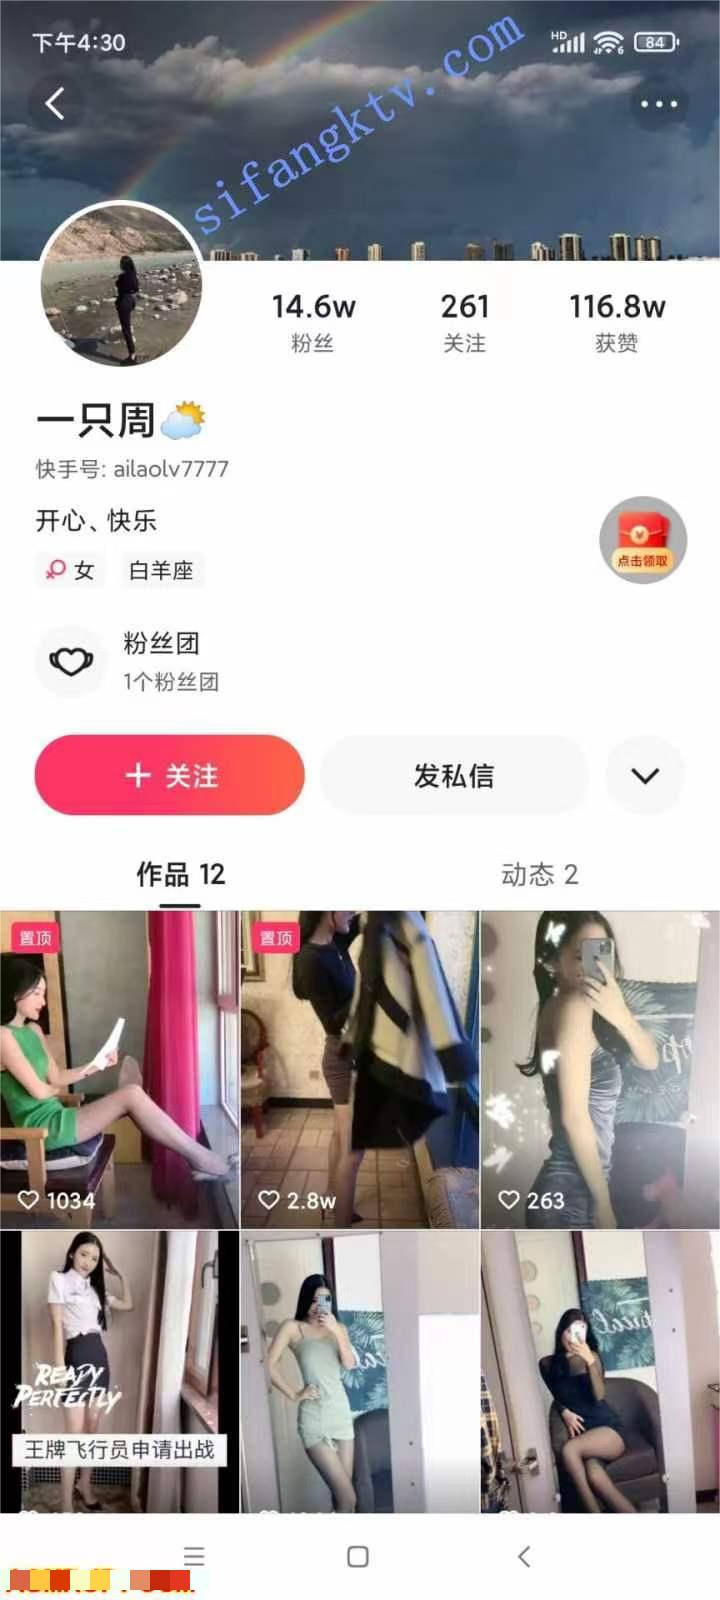 下午4:30
HD
6
84
sifangktv.com
14.6w
粉丝
261
关注
116.8w
获赞
一只周
快手号: ailaolv7777
开心、快乐
点击领取
女
白羊座
粉丝团
1个粉丝团
关注
发私信
作品 12
动态 2
置顶
1034
置顶
2.8w
263
READY
PERFECTLY
王牌飞行员申请出战